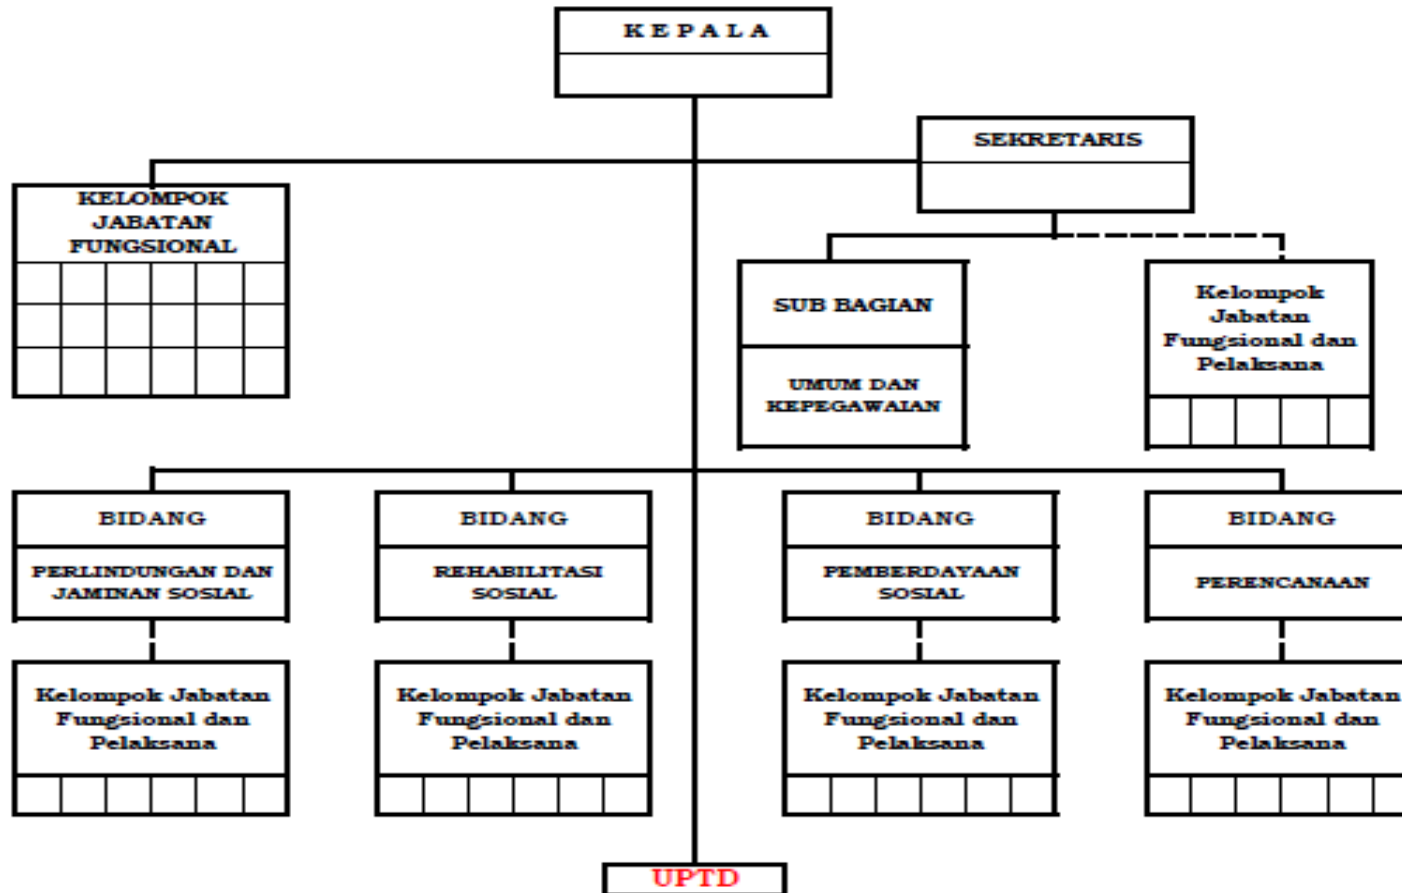 K E P A L A
SEKRETARIS
KELOMPOK
JABATAN
FUNGSIONAL
SUB BAGIAN
UMUM DAN
KEPEGAWAIAN
Kelompok
Jabatan
Fungsional dan
Pelaksana
BIDANG
PERLINDUNGAN DAN
JAMINAN SOSIAL
BIDANG
REHABILITASI
SOSIAL
BIDANG
PEMBERDAYAAN
SOSIAL
BIDANG
PERENCANAAN
Kelompok Jabatan
Fungsional dan
Pelaksana
Kelompok Jabatan
Fungsional dan
Pelaksana
Kelompok Jabatan
Fungsional dan
Pelaksana
Kelompok Jabatan
Fungsional dan
Pelaksana
UPTD